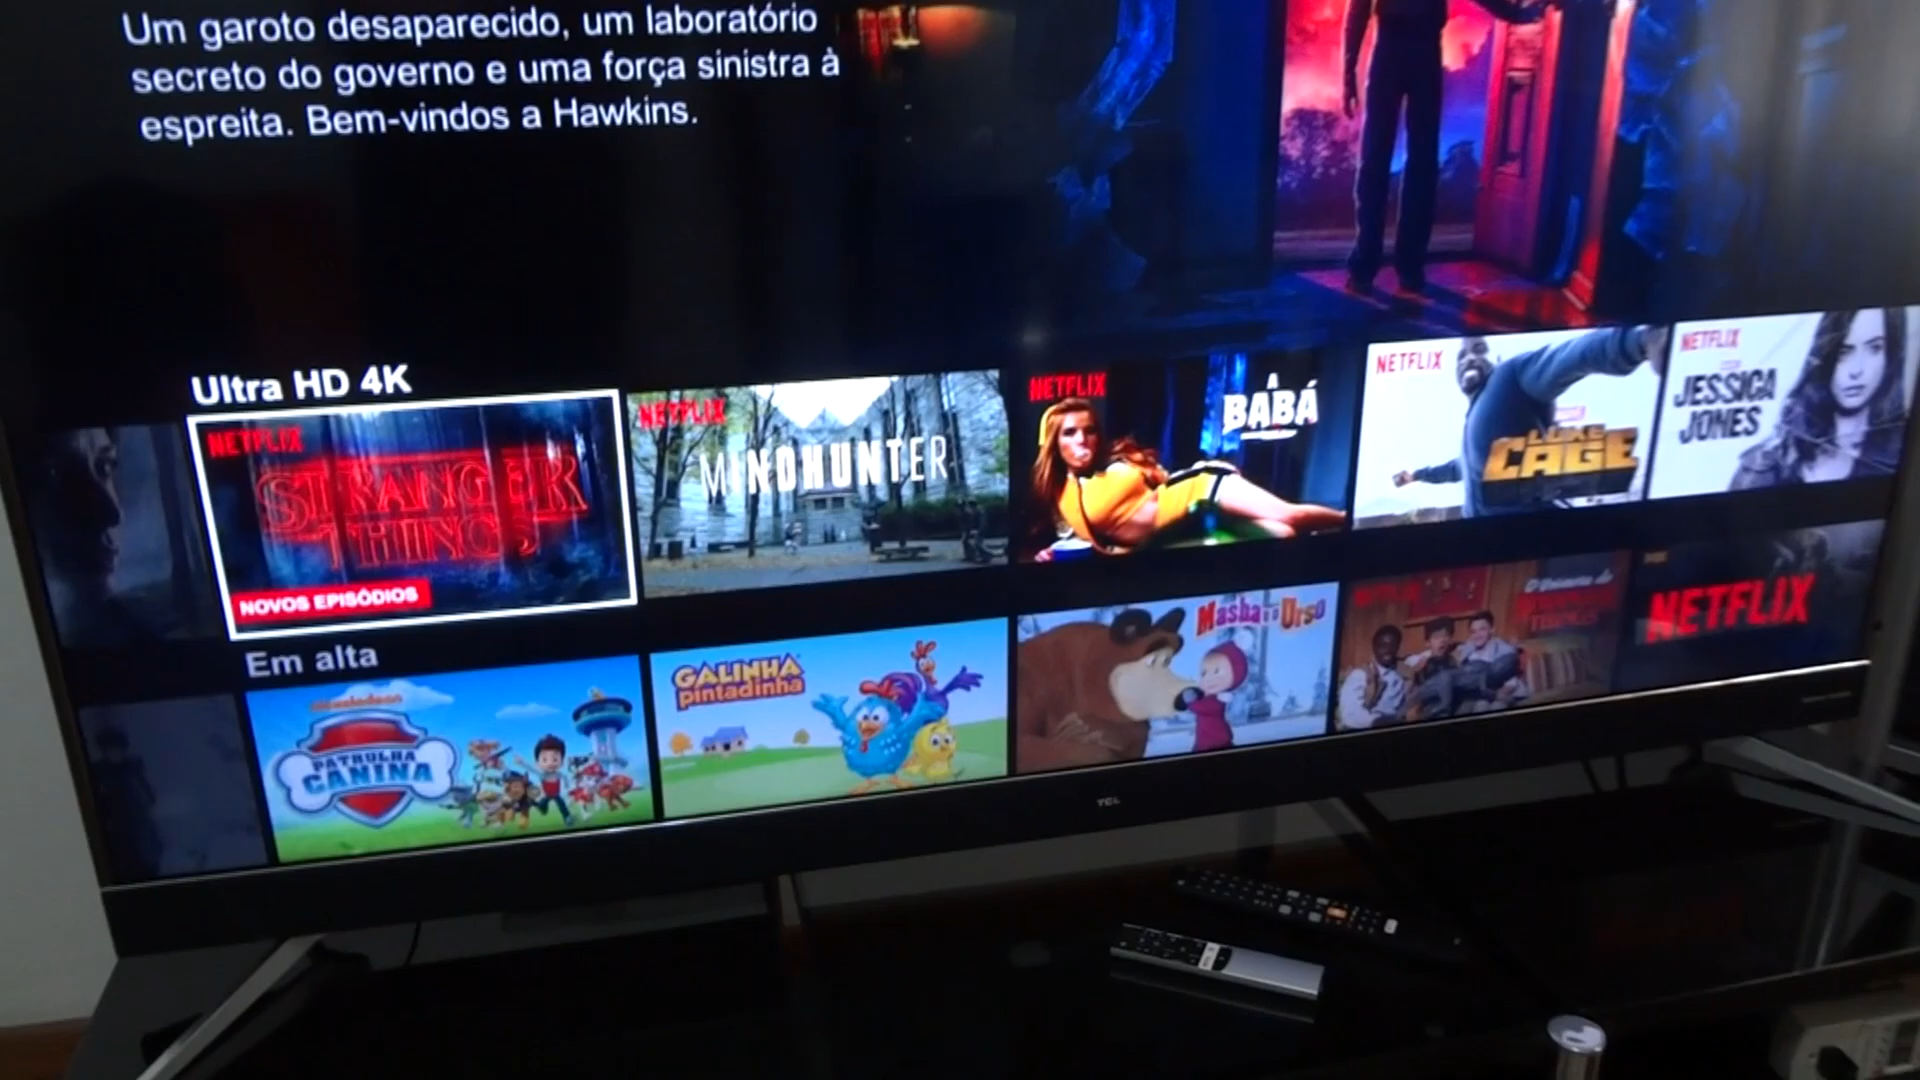 Um garoto desaparecido, um laboratório
secreto do governo e uma força sinistra à
espreita. Bem-vindos a Hawkins.
Ultra HD 4K
NETFLIX
STRANGER
THINGS
NOVOS EPISÓDIOS
NETFLIX
MINDHUNTER
NETFLIX
A
BABÁ
NETFLIX
LUKE
CAGE
NETFLIX
JESSICA
JONES
Em alta
nickelodeon
PATRULHA
CANINA
GALINHA
pintadinha
Masha e o Urso
NETFLIX
TCL